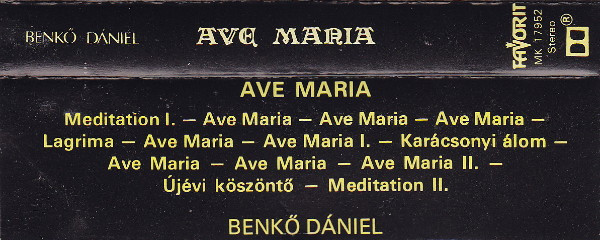 BENKŐ DÁNIEL
AVE MARIA
FAVORIT
MK 17952
Stereo
®
AVE MARIA
Meditation I. — Ave Maria — Ave Maria — Ave Maria —
Lagrima — Ave Maria — Ave Maria I. — Karácsonyi álom —
Ave Maria — Ave Maria — Ave Maria II. —
Újévi köszöntő — Meditation II.
BENKŐ DÁNIEL